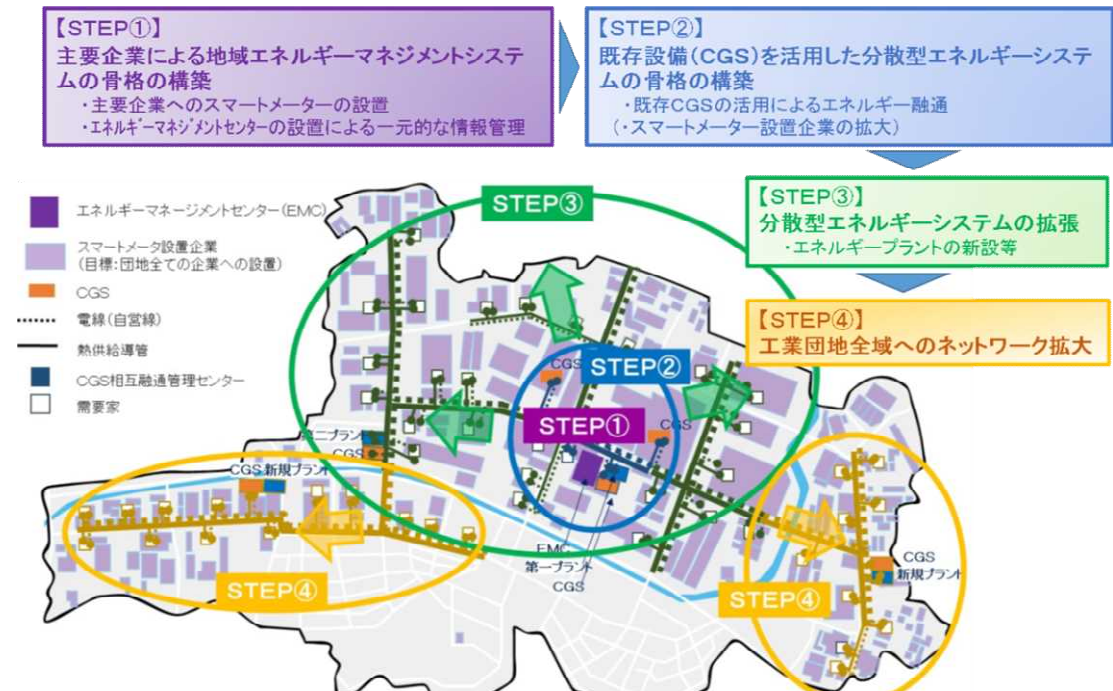 【STEP①】
主要企業による地域エネルギーマネジメントシステ
ムの骨格の構築
・主要企業へのスマートメーターの設置
・エネルギーマネジメントセンターの設置による一元的な情報管理
【STEP②】
既存設備(CGS)を活用した分散型エネルギーシステ
ムの骨格の構築
・既存CGSの活用によるエネルギー融通
(・スマートメーター設置企業の拡大)
【STEP③】
分散型エネルギーシステムの拡張
・エネルギープラントの新設等
【STEP④】
工業団地全域へのネットワーク拡大
エネルギーマネージメントセンター(EMC)
スマートメータ設置企業
(目標:団地全ての企業への設置)
CGS
電線(自営線)
熱供給導管
CGS相互融通管理センター
需要家
STEP③
CGS
STEP②
STEP①
CGS
第二プラント
CGS
CGS新規プラント
EMC
第一プラント
CGS
CGS
新規プラント
STEP④
STEP④